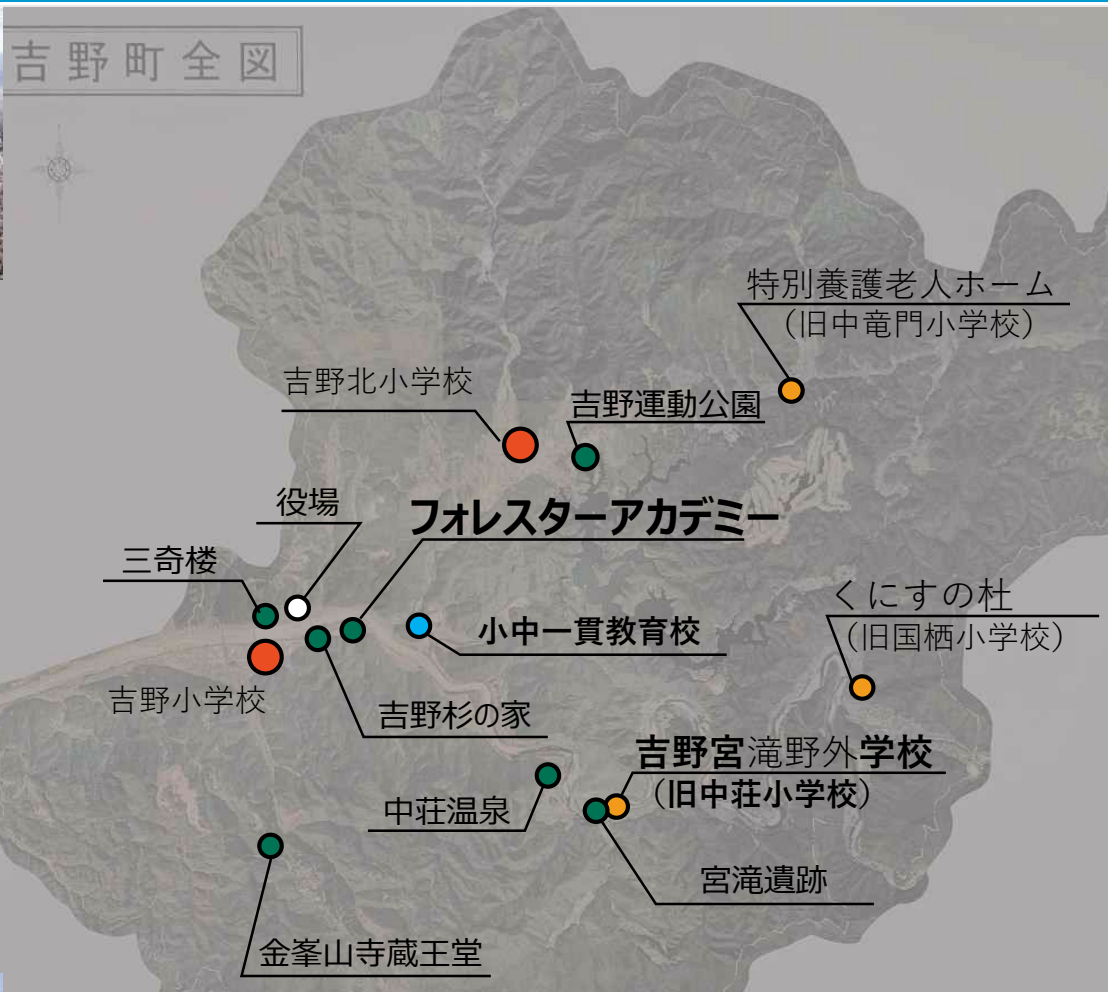 吉野町全図
特別養護老人ホーム
（旧中竜門小学校）
吉野北小学校
吉野運動公園
役場
フォレスターアカデミー
三奇楼
くにすの杜
（旧国栖小学校）
小中一貫教育校
吉野小学校
吉野杉の家
吉野宮滝野外学校
（旧中荘小学校）
中荘温泉
宮滝遺跡
金峯山寺蔵王堂